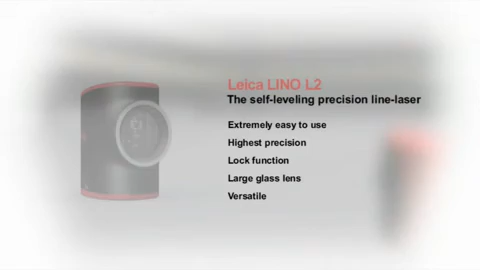 Leica LINO L2
The self-leveling precision line-laser
Extremely easy to use
Highest precision
Lock function
Large glass lens
Versatile